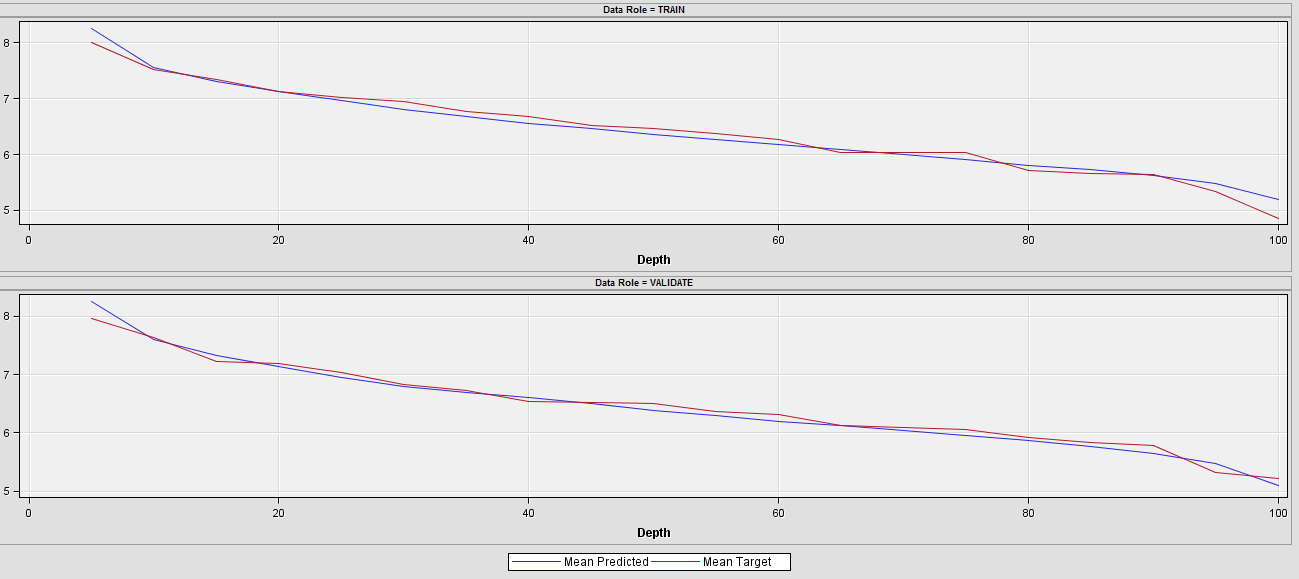 Data Role = TRAIN
8
7
6
5
0 20 40 60 80 100
Depth
Data Role = VALIDATE
8
7
6
5
0 20 40 60 80 100
Depth
Mean Predicted Mean Target